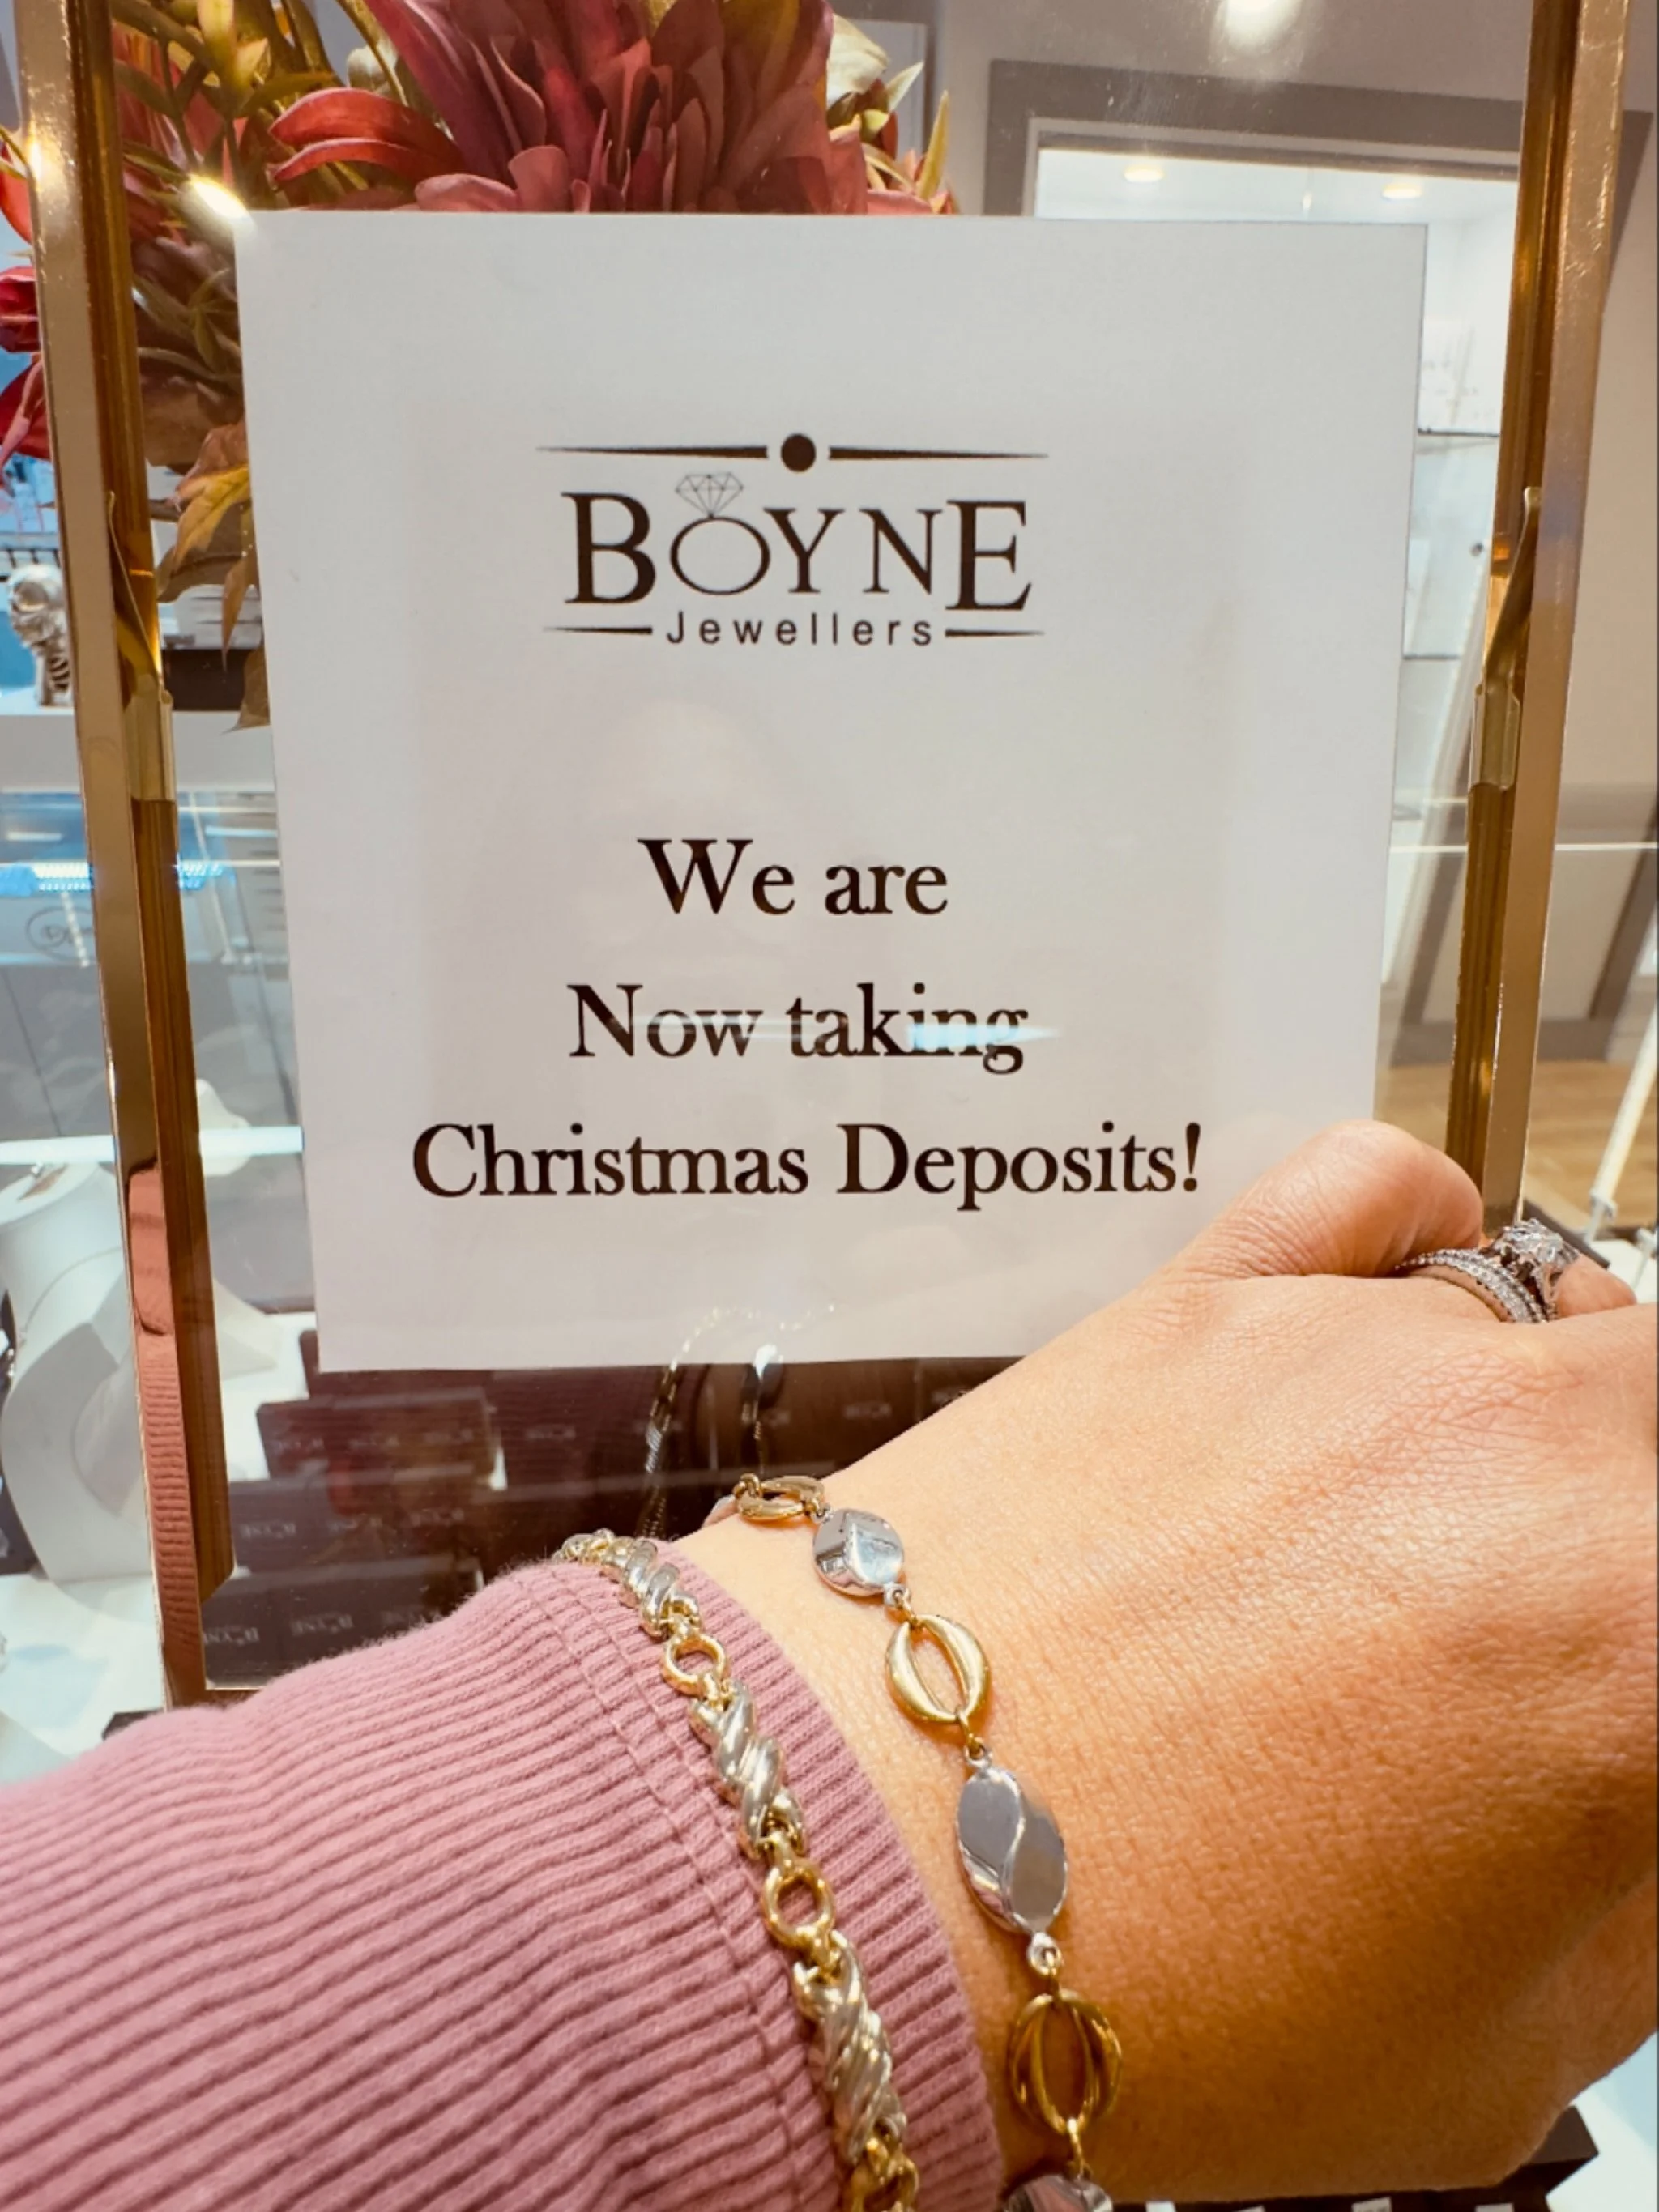 BOYNE
Jewellers
We are
Now taking
Christmas Deposits!